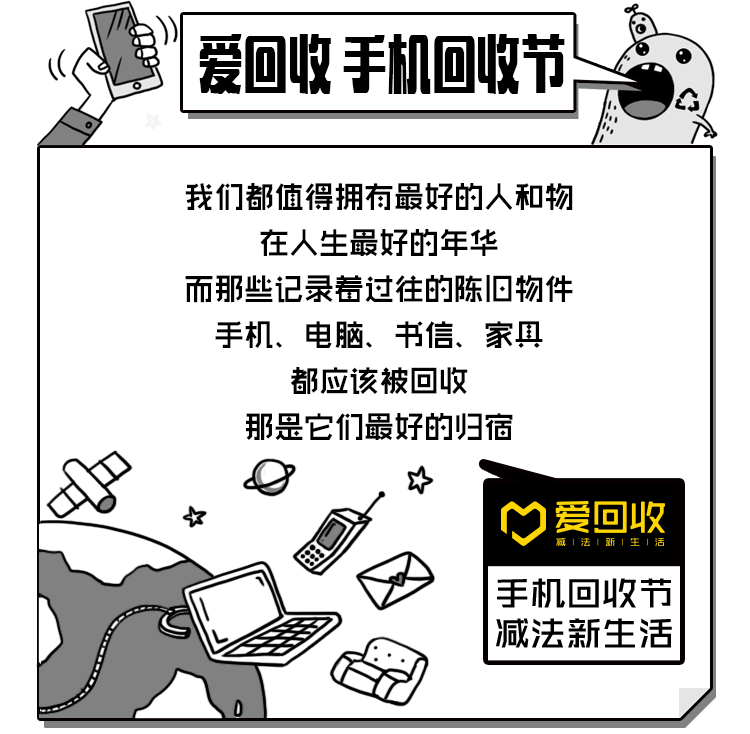 爱回收 手机回收节
我们都值得拥有最好的人和物
在人生最好的年华
而那些记录着过往的陈旧物件
手机、电脑、书信、家具
都应该被回收
那是它们最好的归宿
爱回收
减|法|新|生|活
手机回收节
减法新生活